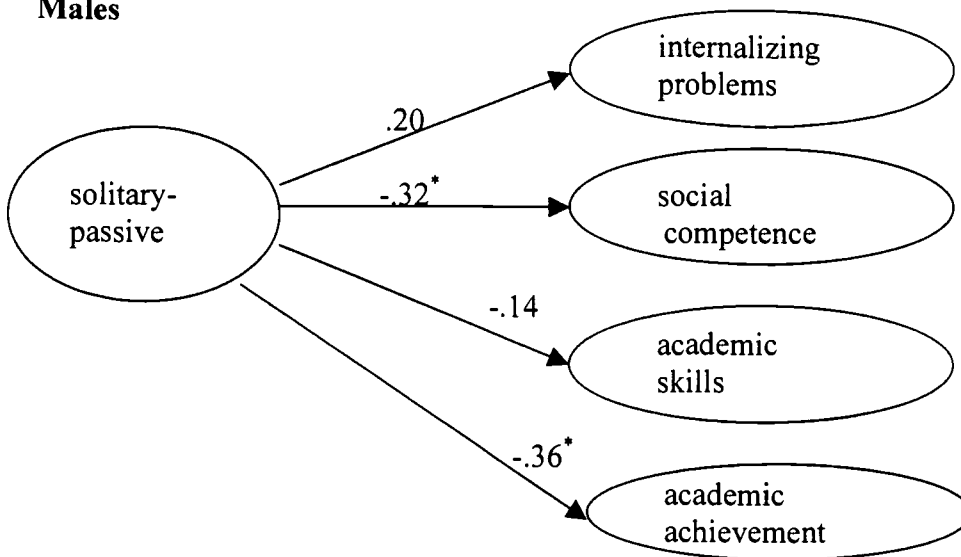 Males
internalizing
problems
.20
solitary-
passive
-.32*
social
competence
-.14
academic
skills
-.36*
academic
achievement